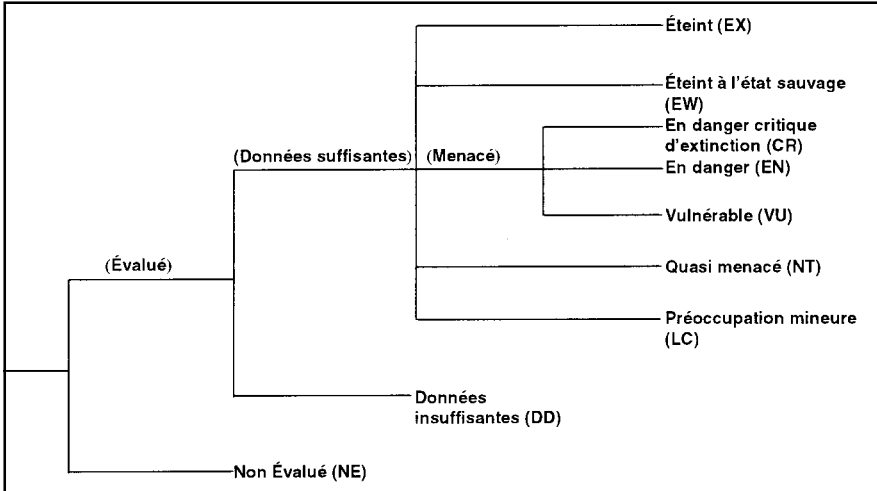 Éteint (EX)
Éteint à l'état sauvage
(EW)
En danger critique
d'extinction (CR)
(Données suffisantes) (Menacé)
En danger (EN)
Vulnérable (VU)
(Évalué)
Quasi menacé (NT)
Préoccupation mineure
(LC)
Données
insuffisantes (DD)
Non Évalué (NE)